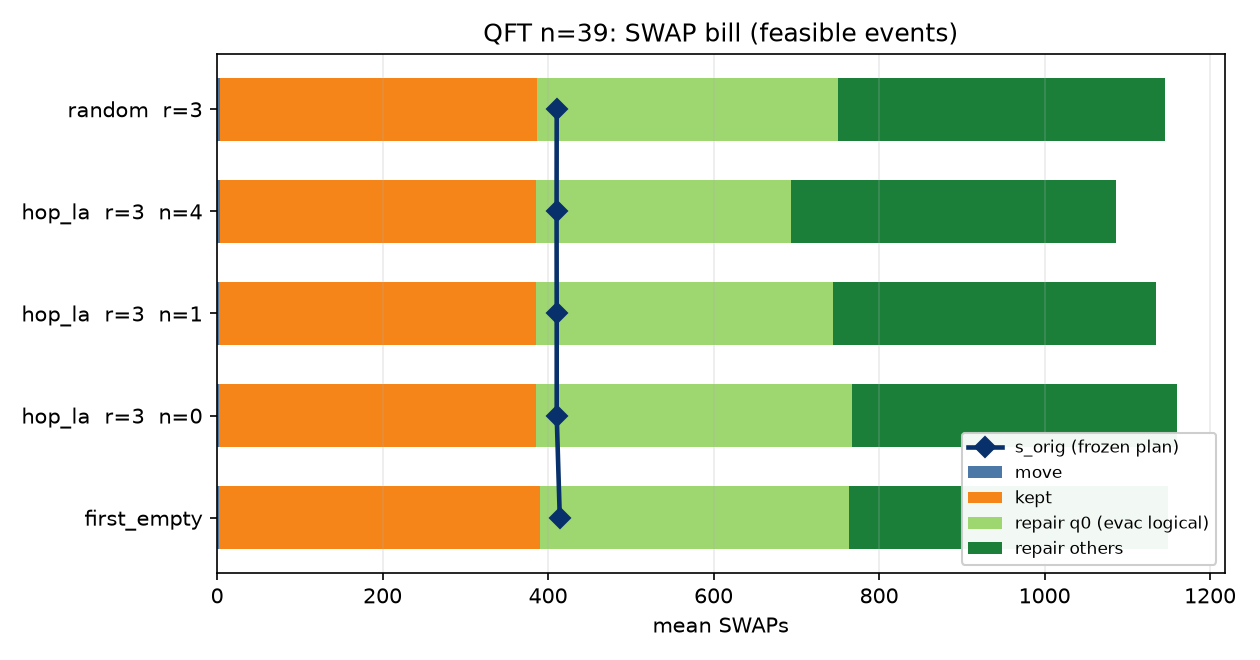 QFT n=39: SWAP bill (feasible events)
random r=3
hop_la r=3 n=4
hop_la r=3 n=1
hop_la r=3 n=0
first_empty
s_orig (frozen plan)
move
kept
repair q0 (evac logical)
repair others
0 200 400 600 800 1000 1200
mean SWAPs